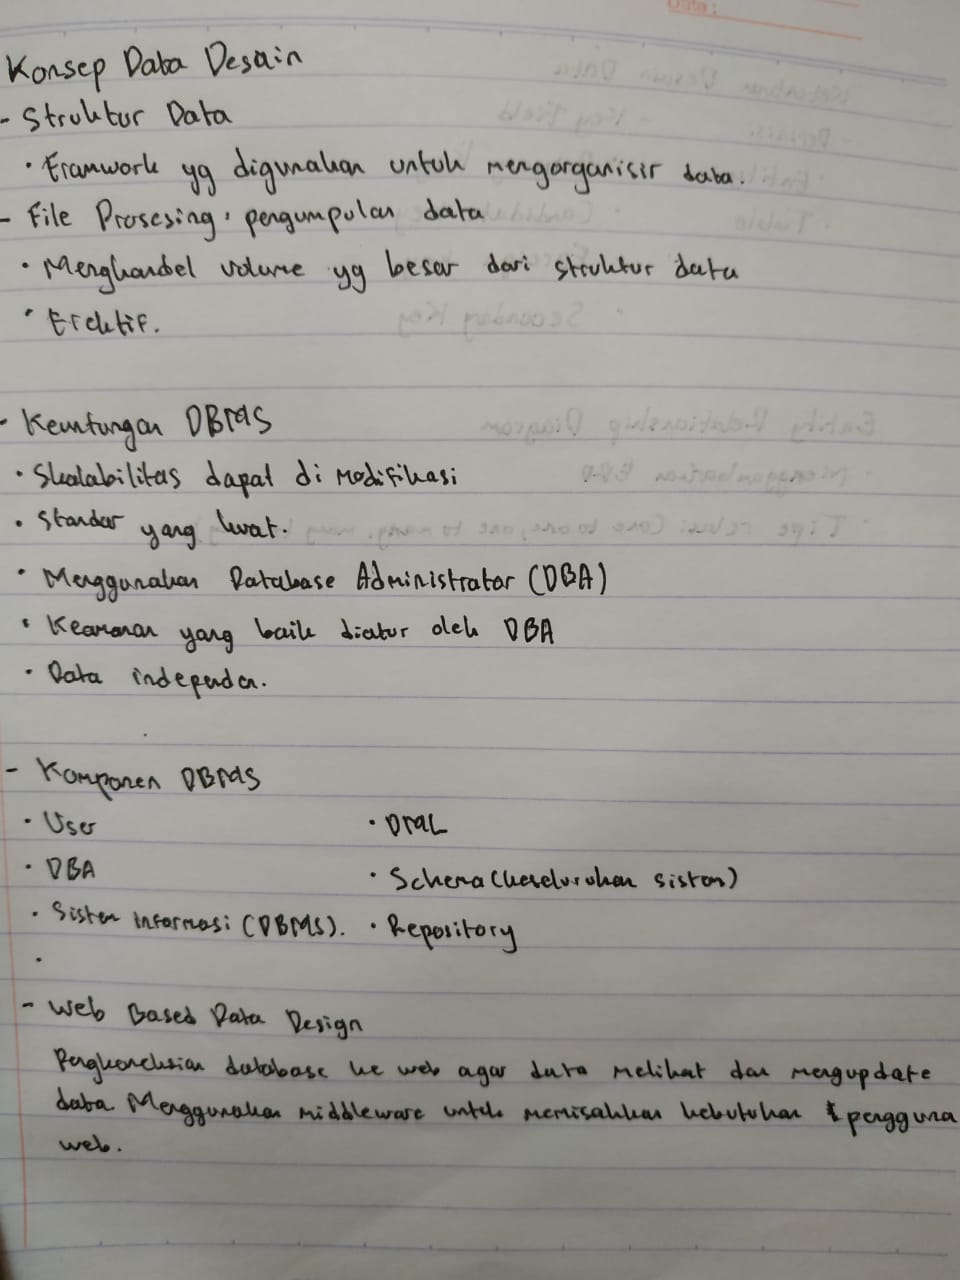 Date:
Konsep Data Desain
- Struktur Data
• Framwork yg digunakan untuk mengorganisir data.
- File Prosesing, pengumpulan data
• Menghandel volume yg besar dari struktur data
• Efektif.
- Keuntungan DBMS
• Skalabilitas dapat di modifikasi
• Standar yang kuat.
• Menggunakan Database Administrator (DBA)
• Keamanan yang baik diatur oleh DBA
• Data independen.
- Komponen DBMS
• User
• DBA
• Sistem informasi (DBMS).
•
• DML
• Schema (keseluruhan sistem)
• Repository
- Web Based Data Design
Pengkoneksian database ke web agar data melihat dan mengupdate
data. Menggunakan middleware untuk memisahkan kebutuhan pengguna
web.